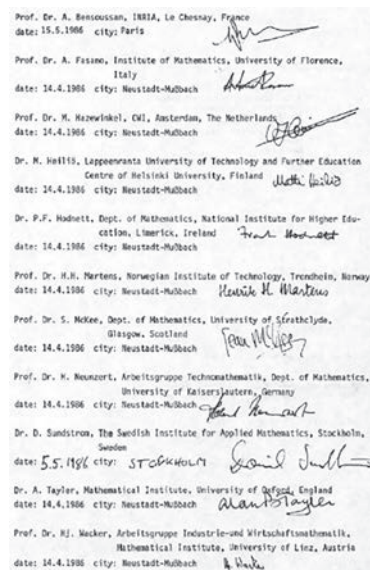 Prof. Dr. A. Bensoussan, INRIA, Le Chesnay, France
date: 15.5.1986 city: Paris
Prof. Dr. A. Fasano, Institute of Mathematics, University of Florence,
Italy
date: 14.4.1986 city: Neustadt-Mußbach
Prof. Dr. M. Hazewinkel, CWI, Amsterdam, The Netherlands
date: 14.4.1986 city: Neustadt-Mußbach
Dr. M. Heiliö, Lappeenranta University of Technology and Further Education
Centre of Helsinki University, Finland Matti Heiliö
date: 14.4.1986 city: Neustadt-Mußbach
Dr. P.F. Hodnett, Dept. of Mathematics, National Institute for Higher Edu-
cation, Limerick, Ireland Frank Hodnett
date: 14.4.1986 city: Neustadt-Mußbach
Prof. Dr. H.H. Martens, Norwegian Institute of Technology, Trondheim, Norway
date: 14.4.1986 city: Neustadt-Mußbach Henrik H. Martens
Prof. Dr. S. McKee, Dept. of Mathematics, University of Strathclyde,
Glasgow, Scotland
date: 14.4.1986 city: Neustadt-Mußbach Sean McKee
Prof. Dr. H. Neunzert, Arbeitsgruppe Technomathematik, Dept. of Mathematics,
University of Kaiserslautern, Germany
date: 14.4.1986 city: Neustadt-Mußbach
Dr. D. Sundström, The Swedish Institute for Applied Mathematics, Stockholm,
Sweden
date: 5.5.1986 city: STOCKHOLM
Dr. A. Tayler, Mathematical Institute, University of Oxford, England
date: 14.4.1986 city: Neustadt-Mußbach Alan B Tayler
Prof. Dr. Hj. Wacker, Arbeitsgruppe Industrie-und Wirtschaftsmathematik,
Mathematical Institute, University of Linz, Austria
date: 14.4.1986 city: Neustadt-Mußbach